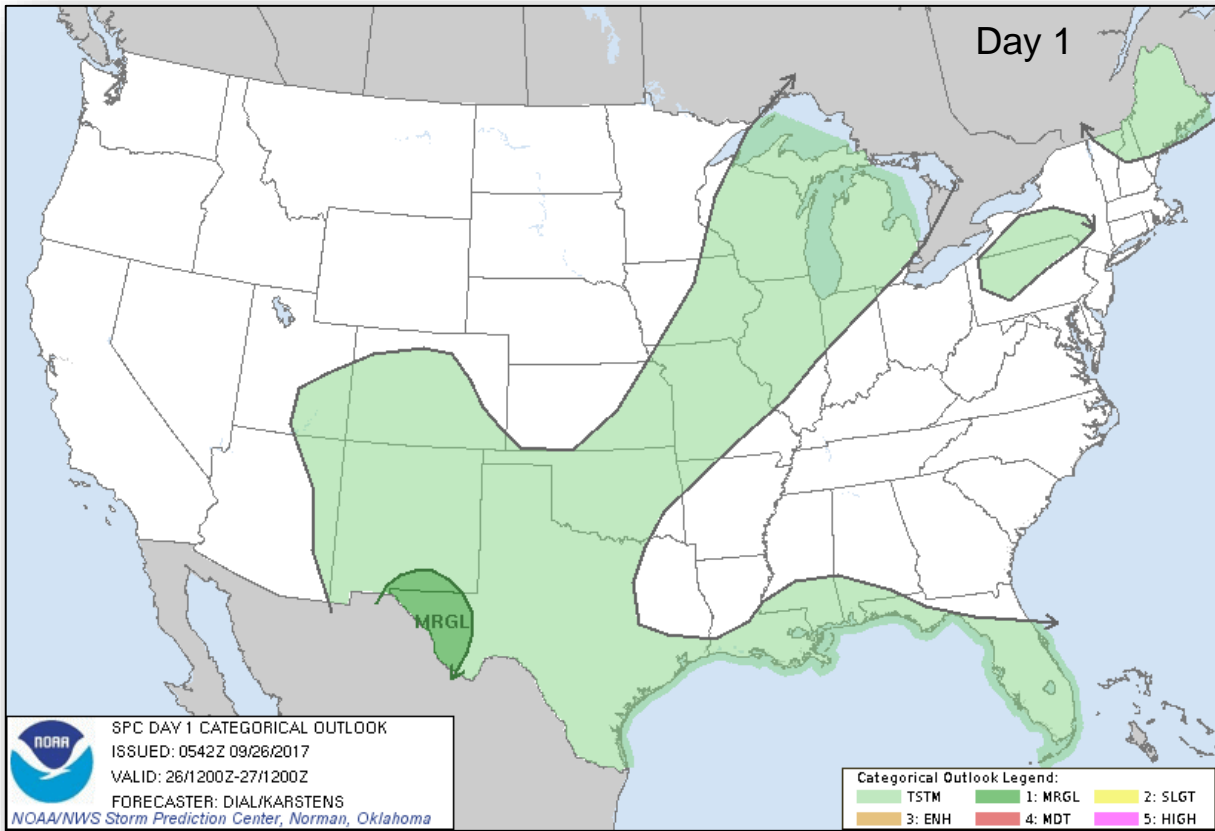 Day 1
MRGL
NOAA
SPC DAY 1 CATEGORICAL OUTLOOK
ISSUED: 0542Z 09/26/2017
VALID: 26/1200Z-27/1200Z
FORECASTER: DIAL/KARSTENS
NOAA/NWS Storm Prediction Center, Norman, Oklahoma
Categorical Outlook Legend:
TSTM 1: MRGL 2: SLGT
3: ENH 4: MDT 5: HIGH